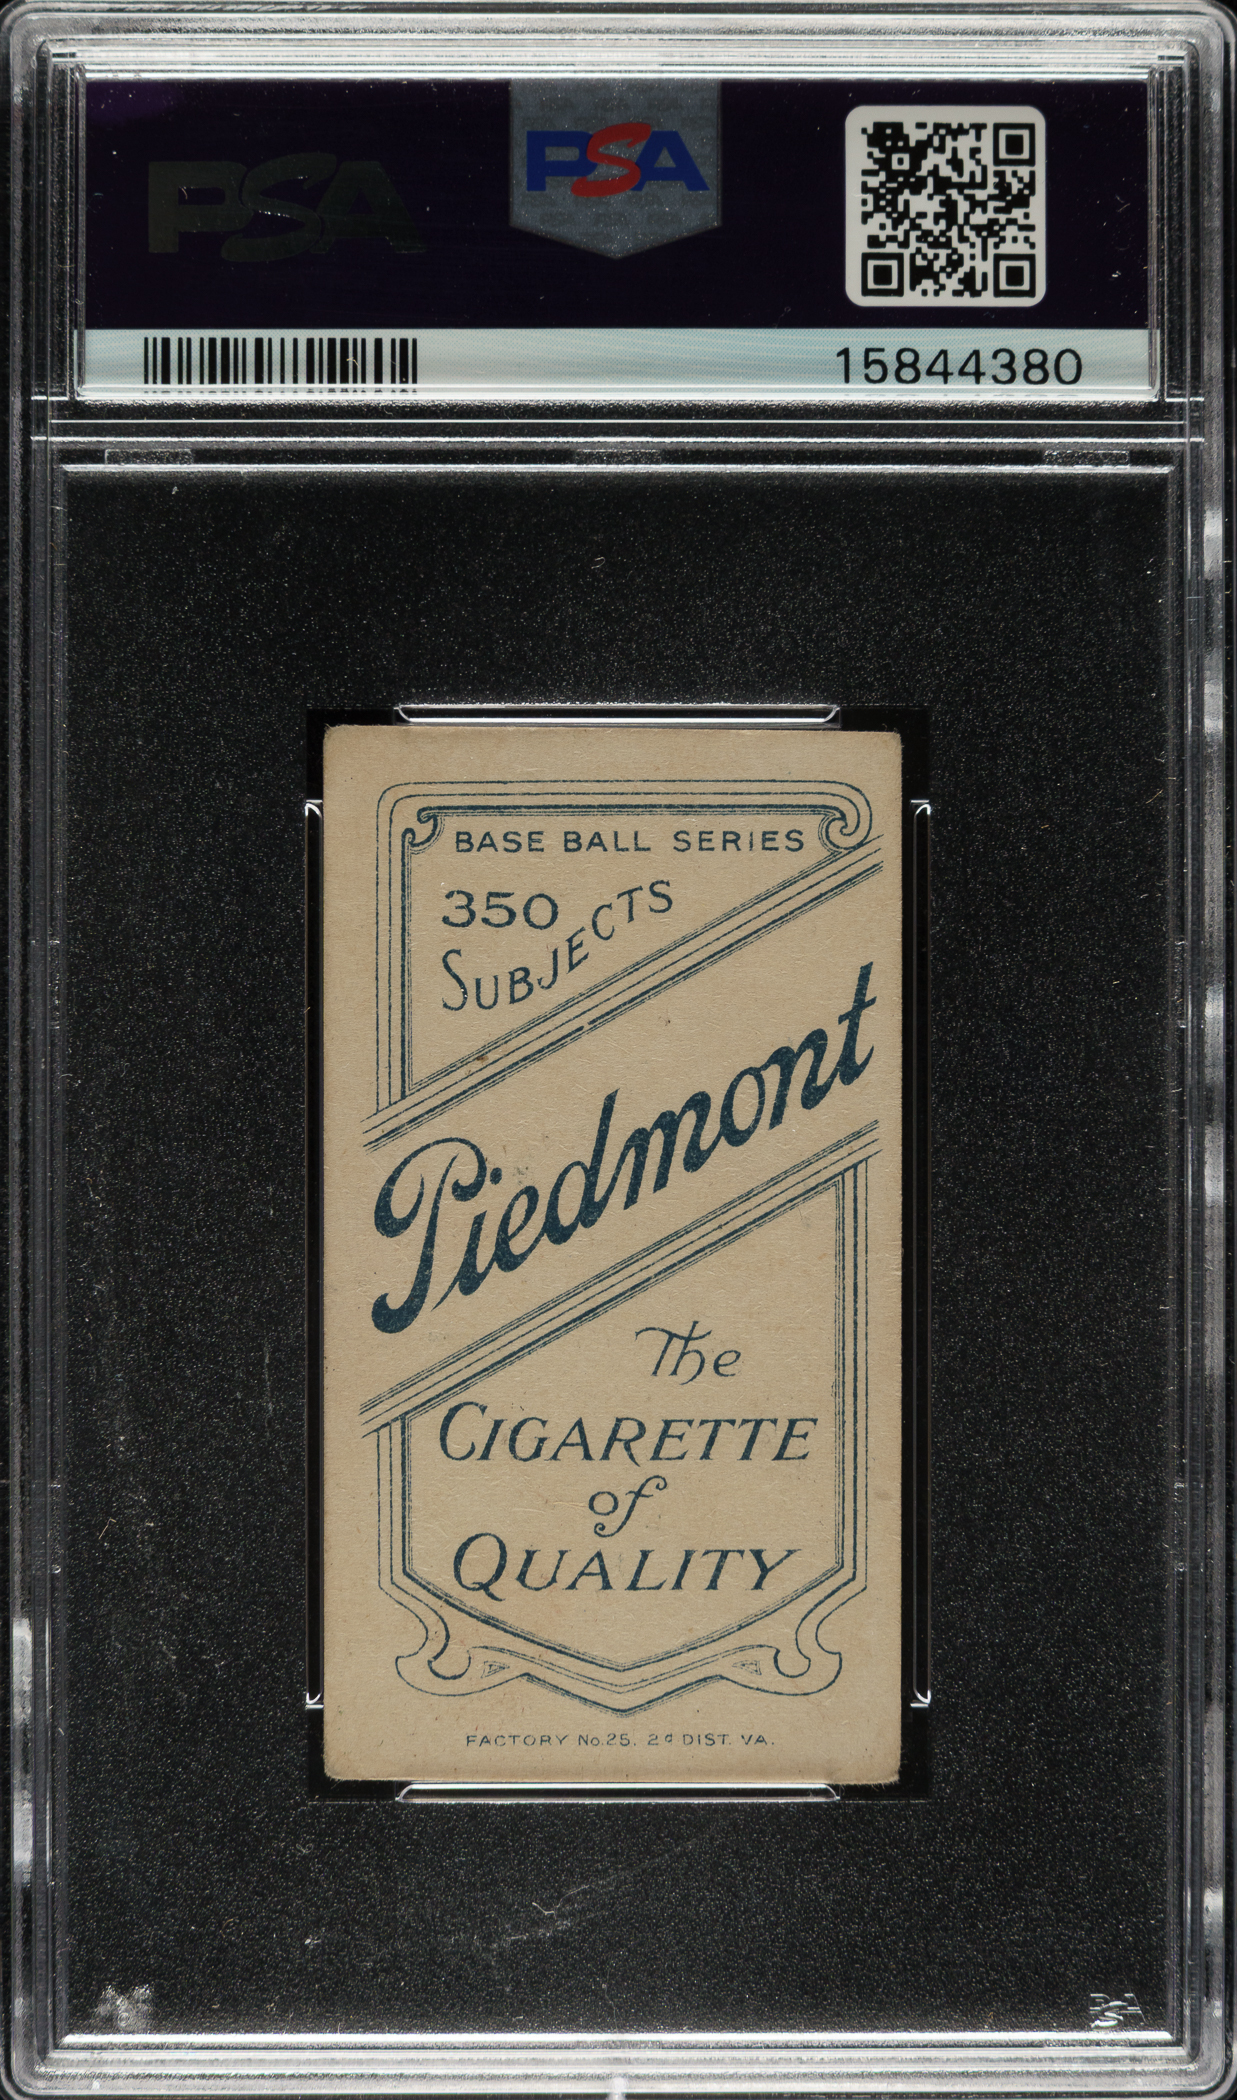 PSA
PSA
15844380
BASE BALL SERIES
350
SUBJECTS
Piedmont
The
CIGARETTE
of
QUALITY
FACTORY No. 25. 2d DIST. VA.
PSA